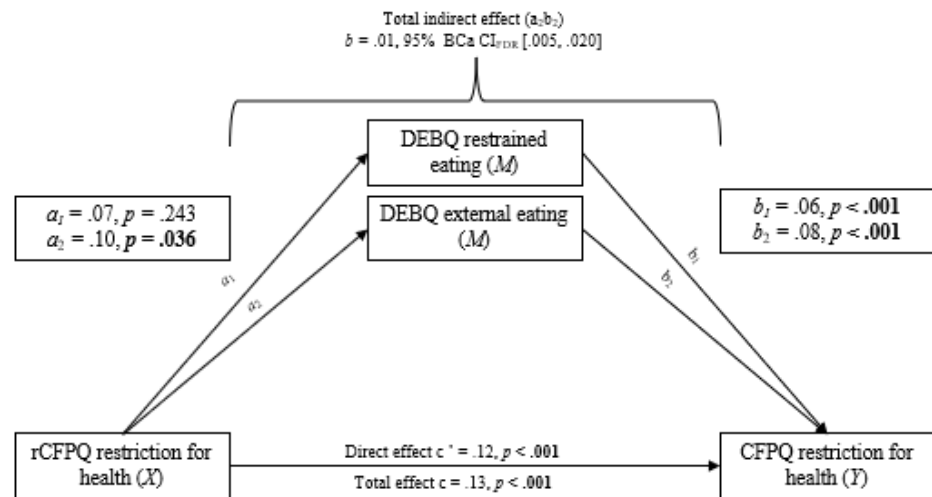 Total indirect effect (a₂b₂)
b = .01, 95% BCa CI_FDR [.005, .020]
DEBQ restrained
eating (M)
a₁ = .07, p = .243
a₂ = .10, p = .036
DEBQ external eating
(M)
b₁ = .06, p < .001
b₂ = .08, p < .001
a₁
a₂
b₁
b₂
rCFPQ restriction for
health (X)
Direct effect c ' = .12, p < .001
Total effect c = .13, p < .001
CFPQ restriction for
health (Y)